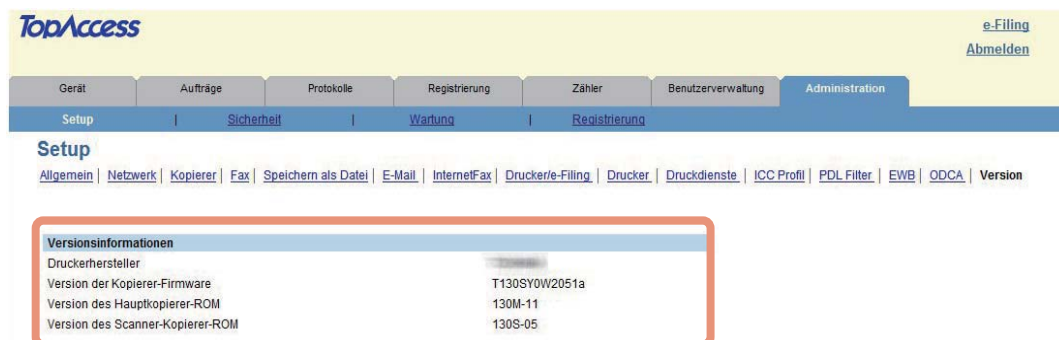 TopAccess
e-Filing
Abmelden
Gerät Aufträge Protokolle Registrierung Zähler Benutzerverwaltung Administration
Setup | Sicherheit | Wartung | Registrierung
Setup
Allgemein | Netzwerk | Kopierer | Fax | Speichern als Datei | E-Mail | InternetFax | Drucker/e-Filing | Drucker | Druckdienste | ICC Profil | PDL Filter | EWB | ODCA | Version
Versionsinformationen
Druckerhersteller
Version der Kopierer-Firmware T130SY0W2051a
Version des Hauptkopierer-ROM 130M-11
Version des Scanner-Kopierer-ROM 130S-05